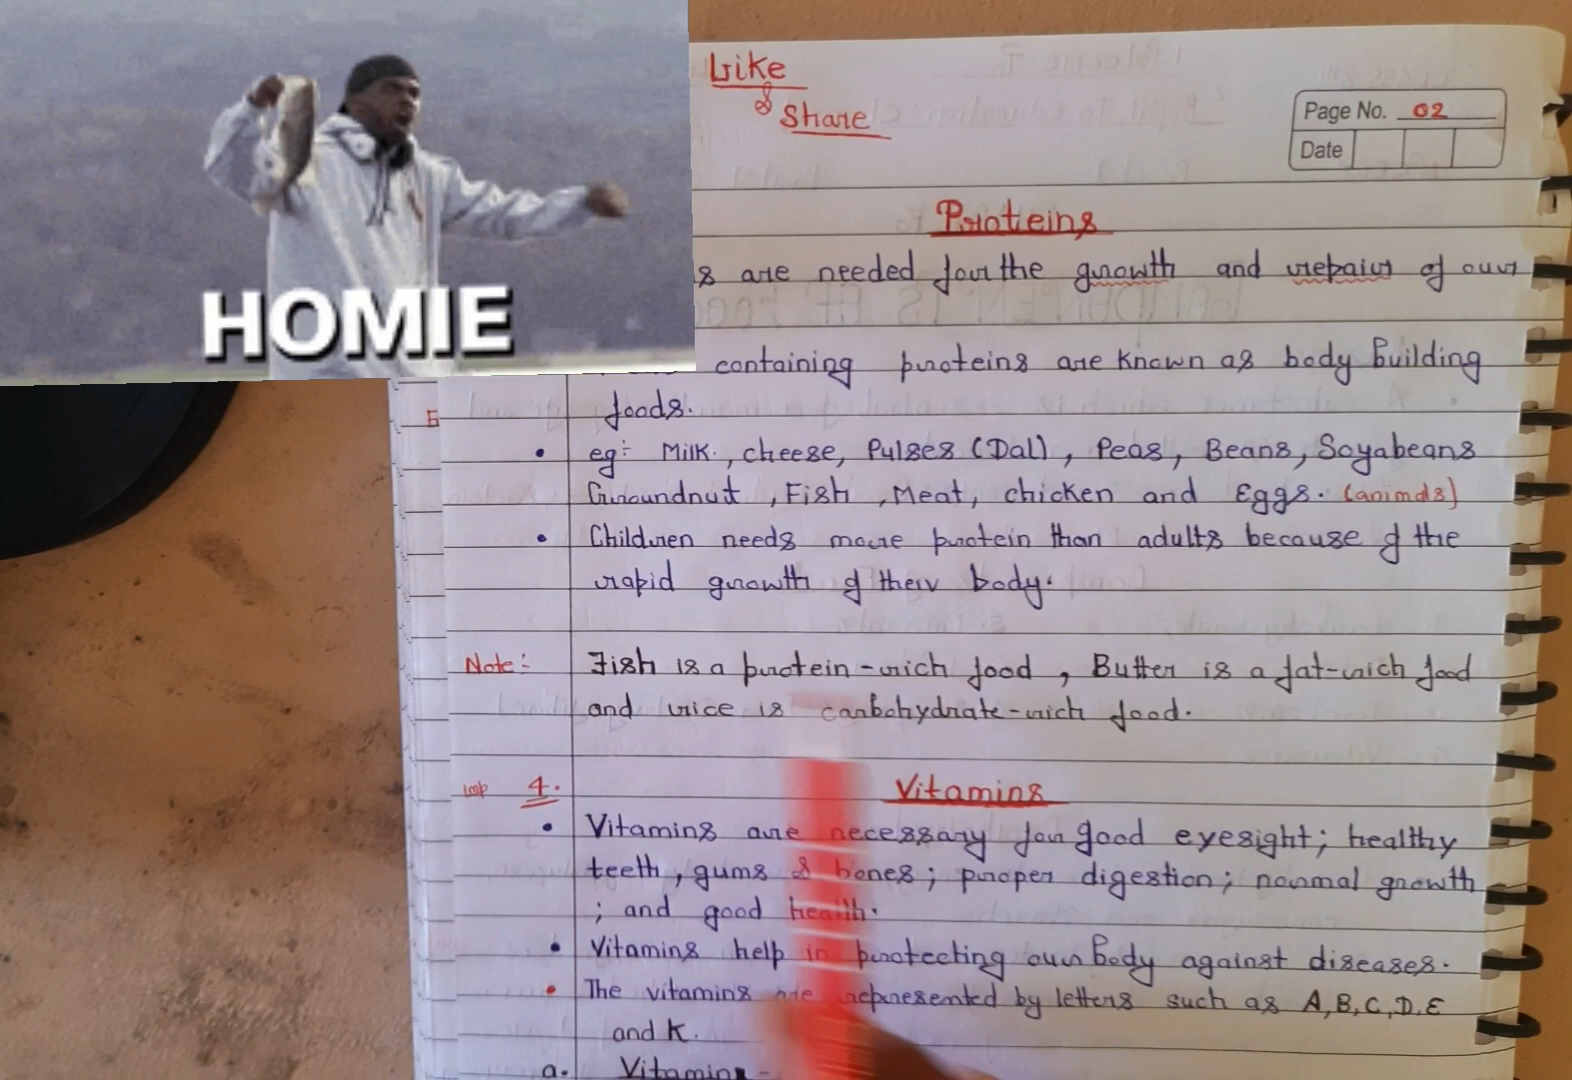 HOMIE
Like
& Share
Page No. 02
Date
Proteins
s are needed for the growth and repair of our
containing proteins are known as body building
foods.
• eg:- Milk, cheese, Pulses (Dal), Peas, Beans, Soyabeans
Groundnut, Fish, Meat, chicken and Eggs. (animals)
• Children needs more protein than adults because of the
rapid growth of their body.
Note:- Fish is a protein-rich food, Butter is a fat-rich food
and rice is carbohydrate-rich food.
Imp 4. Vitamins
• Vitamins are necessary for good eyesight; healthy
teeth, gums & bones; proper digestion; normal growth
; and good health.
• Vitamins help in protecting our body against diseases.
• The vitamins are represented by letters such as A, B, C, D, E
and K.
a. Vitamin -